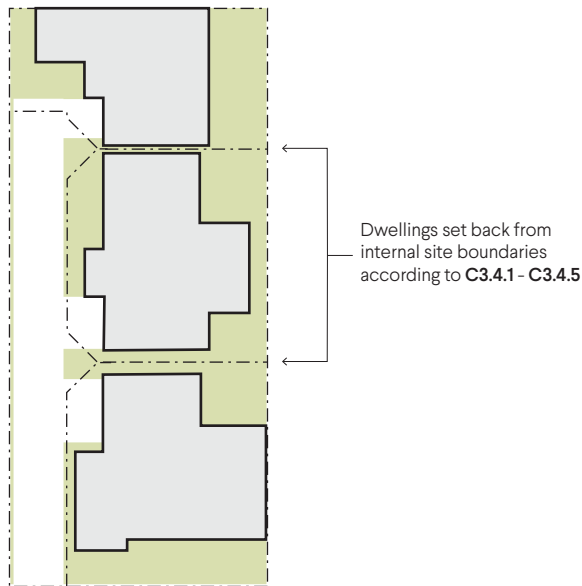 Dwellings set back from
internal site boundaries
according to C3.4.1 - C3.4.5